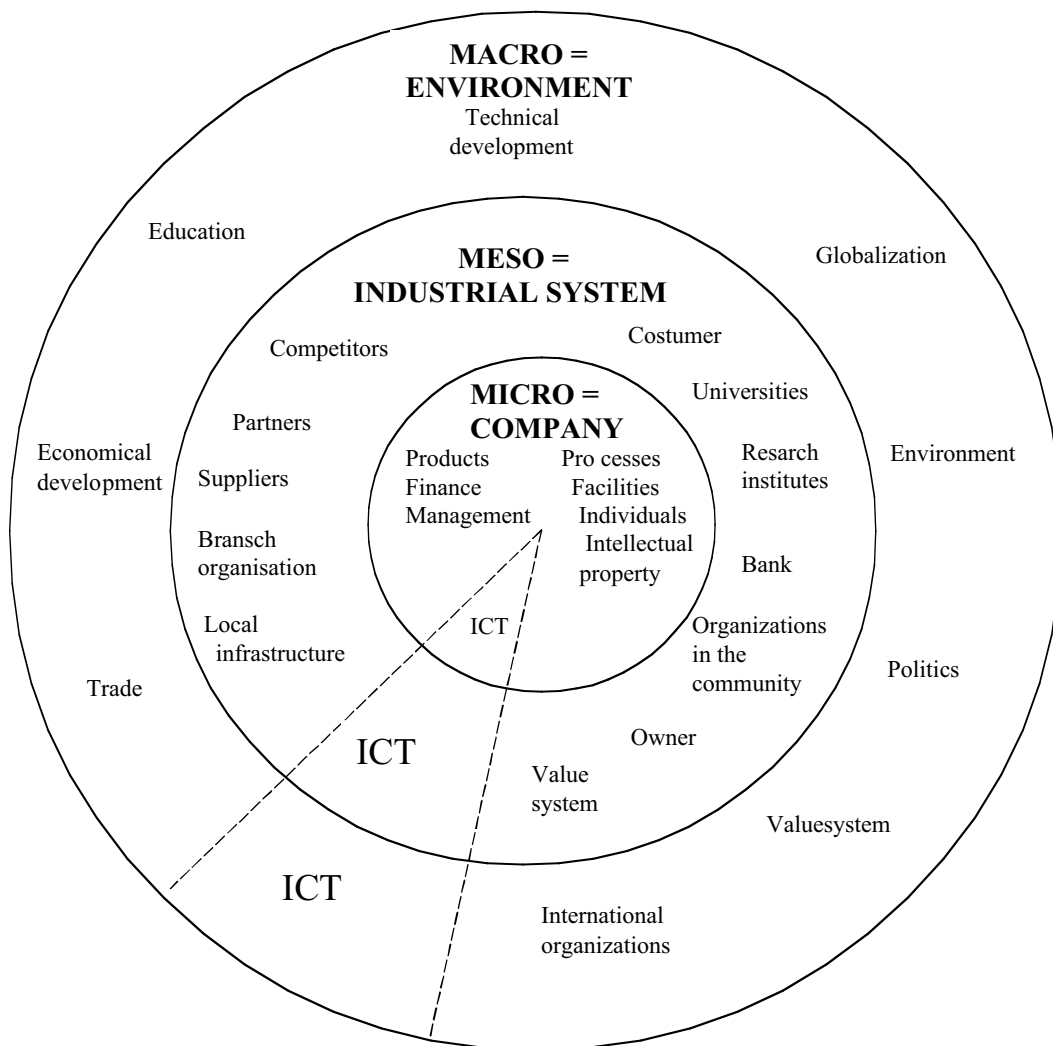 MACRO =
ENVIRONMENT
Technical
development
Education
Globalization
MESO =
INDUSTRIAL SYSTEM
Competitors
Costumer
Universities
Partners
MICRO =
COMPANY
Economical
development
Suppliers
Products
Finance
Management
Pro cesses
Facilities
Individuals
Intellectual
property
Resarch
institutes
Environment
Bransch
organisation
Bank
Local
infrastructure
ICT
Organizations
in the
community
Trade
Politics
ICT
Owner
Value
system
Valuesystem
ICT
International
organizations